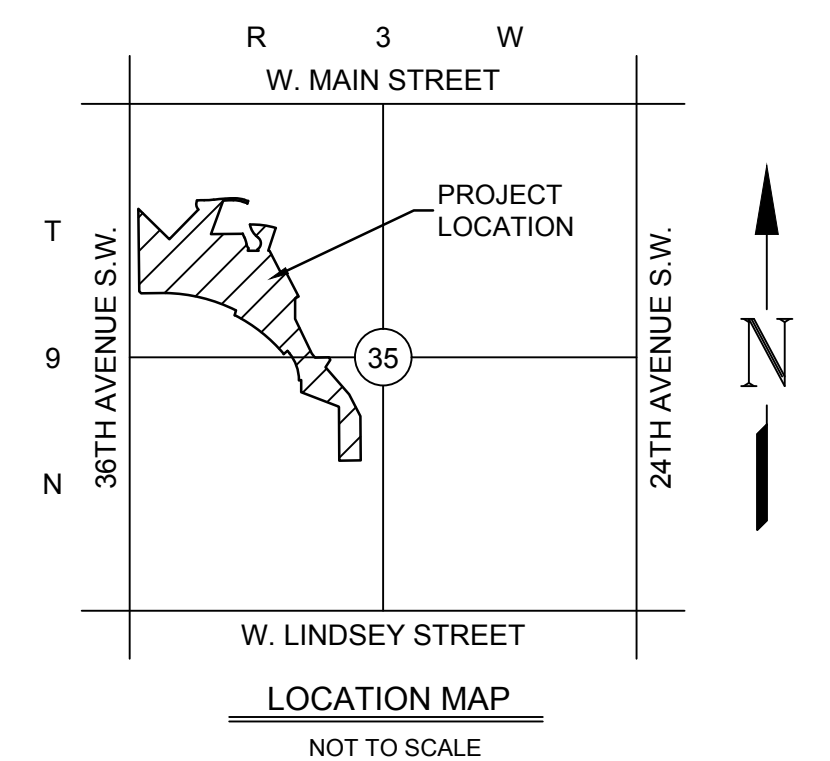 R 3 W
W. MAIN STREET
PROJECT
LOCATION
T
9
N
36TH AVENUE S.W.
35
24TH AVENUE S.W.
N
W. LINDSEY STREET
LOCATION MAP
NOT TO SCALE